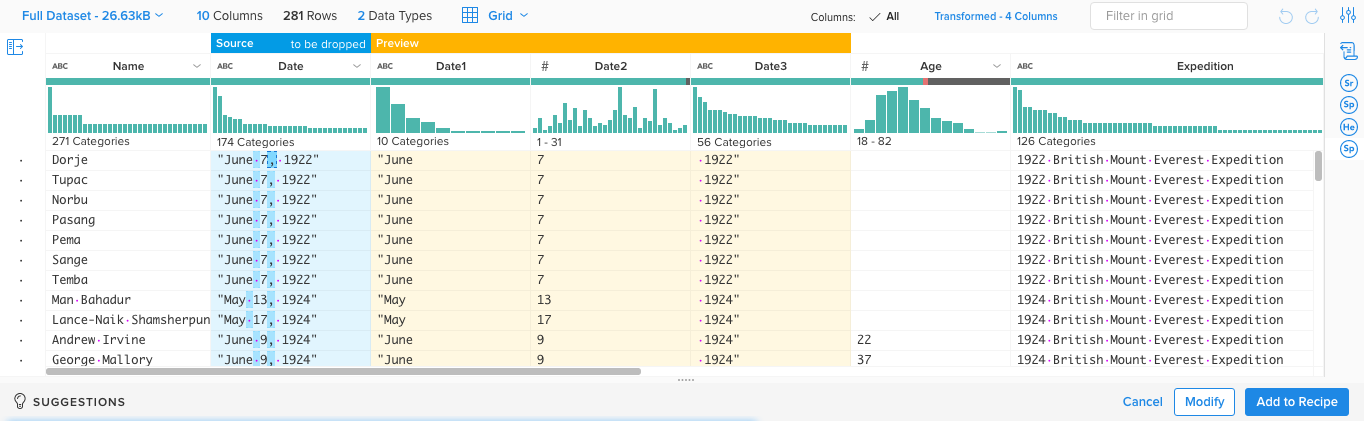 Full Dataset - 26.63kB 10 Columns 281 Rows 2 Data Types Grid Columns: All Transformed - 4 Columns Filter in grid
Source to be dropped Preview
ABC Name ABC Date ABC Date1 # Date2 ABC Date3 # Age ABC Expedition
271 Categories 174 Categories 10 Categories 1 - 31 56 Categories 18 - 82 126 Categories
Dorje "June·7,·1922" "June 7 ·1922" 1922·British·Mount·Everest·Expedition
Tupac "June·7,·1922" "June 7 ·1922" 1922·British·Mount·Everest·Expedition
Norbu "June·7,·1922" "June 7 ·1922" 1922·British·Mount·Everest·Expedition
Pasang "June·7,·1922" "June 7 ·1922" 1922·British·Mount·Everest·Expedition
Pema "June·7,·1922" "June 7 ·1922" 1922·British·Mount·Everest·Expedition
Sange "June·7,·1922" "June 7 ·1922" 1922·British·Mount·Everest·Expedition
Temba "June·7,·1922" "June 7 ·1922" 1922·British·Mount·Everest·Expedition
Man·Bahadur "May·13,·1924" "May 13 ·1924" 1924·British·Mount·Everest·Expedition
Lance-Naik·Shamsherpun "May·17,·1924" "May 17 ·1924" 1924·British·Mount·Everest·Expedition
Andrew·Irvine "June·9,·1924" "June 9 ·1924" 22 1924·British·Mount·Everest·Expedition
George·Mallory "June·9,·1924" "June 9 ·1924" 37 1924·British·Mount·Everest·Expedition
Sr
Sp
He
Sp
SUGGESTIONS Cancel Modify Add to Recipe